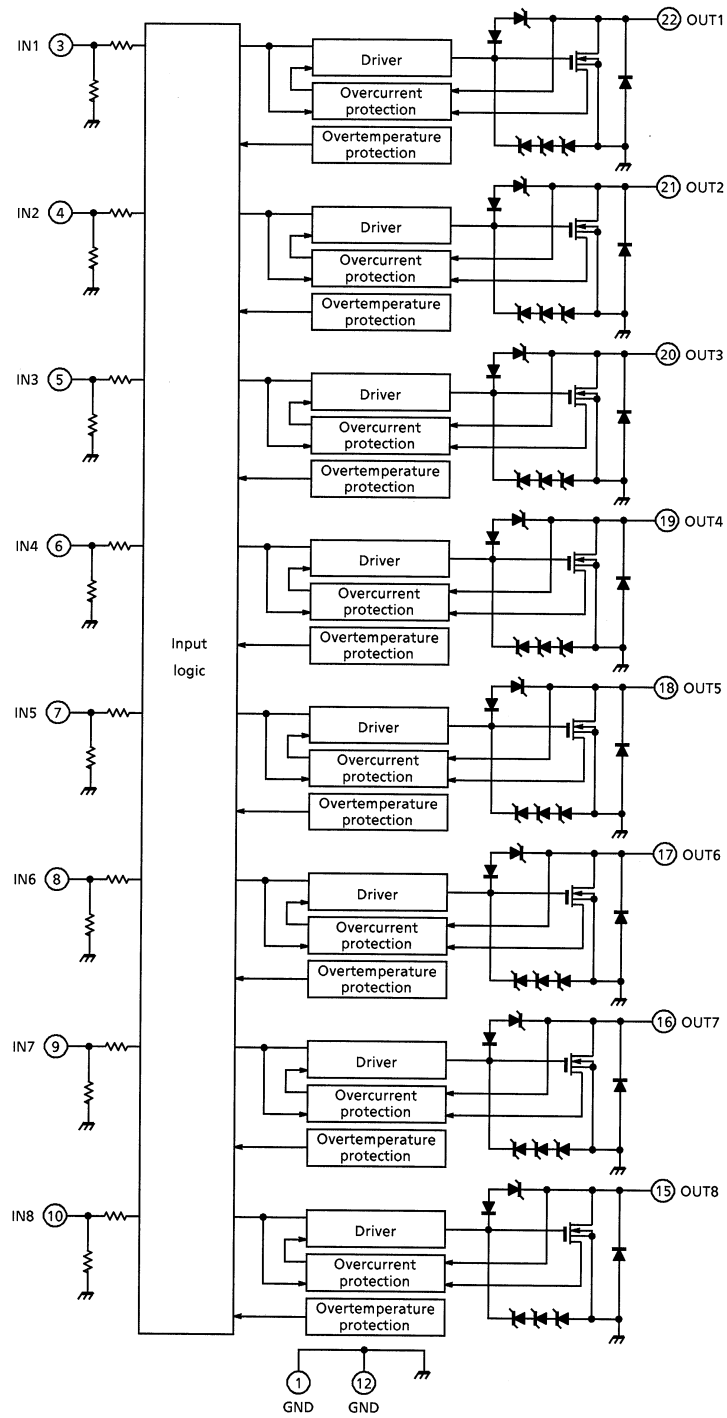 IN1 3
22 OUT1
Driver
Overcurrent
protection
Overtemperature
protection
IN2 4
21 OUT2
Driver
Overcurrent
protection
Overtemperature
protection
IN3 5
20 OUT3
Driver
Overcurrent
protection
Overtemperature
protection
IN4 6
19 OUT4
Driver
Overcurrent
protection
Overtemperature
protection
Input
logic
IN5 7
18 OUT5
Driver
Overcurrent
protection
Overtemperature
protection
IN6 8
17 OUT6
Driver
Overcurrent
protection
Overtemperature
protection
IN7 9
16 OUT7
Driver
Overcurrent
protection
Overtemperature
protection
IN8 10
15 OUT8
Driver
Overcurrent
protection
Overtemperature
protection
1 12
GND GND